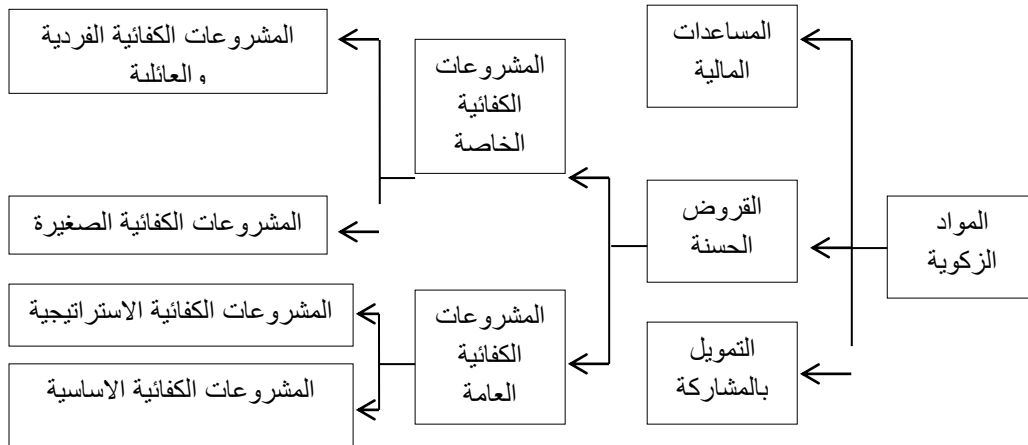 المواد
الزكوية
المساعدات
المالية
القروض
الحسنة
التمويل
بالمشاركة
المشروعات
الكفائية
الخاصة
المشروعات
الكفائية
العامة
المشروعات الكفائية الفردية
والعائلية
المشروعات الكفائية الصغيرة
المشروعات الكفائية الاستراتيجية
المشروعات الكفائية الاساسية